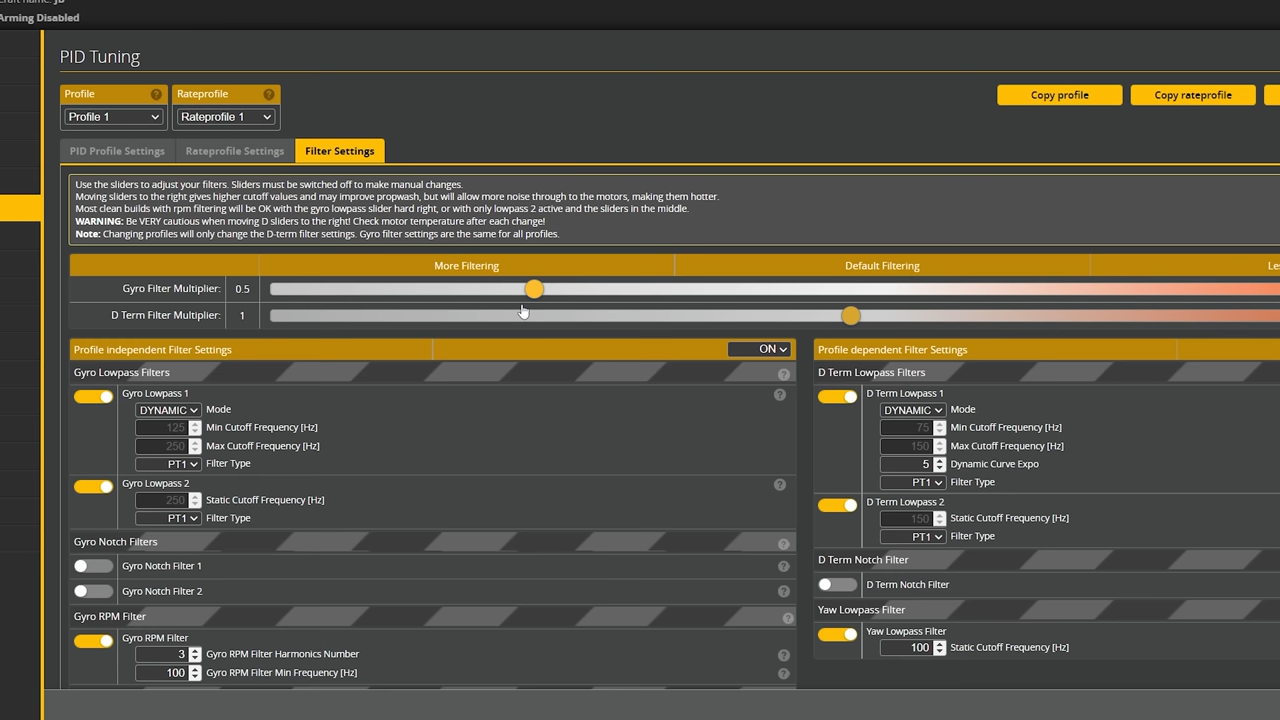 Craft name: JB
Arming Disabled
PID Tuning
Profile
Rateprofile
Profile 1
Rateprofile 1
Copy profile
Copy rateprofile
PID Profile Settings
Rateprofile Settings
Filter Settings
Use the sliders to adjust your filters. Sliders must be switched off to make manual changes.
Moving sliders to the right gives higher cutoff values and may improve propwash, but will allow more noise through to the motors, making them hotter.
Most clean builds with rpm filtering will be OK with the gyro lowpass slider hard right, or with only lowpass 2 active and the sliders in the middle.
WARNING: Be VERY cautious when moving D sliders to the right! Check motor temperature after each change!
Note: Changing profiles will only change the D-term filter settings. Gyro filter settings are the same for all profiles.
More Filtering
Default Filtering
Les
Gyro Filter Multiplier: 0.5
D Term Filter Multiplier: 1
Profile independent Filter Settings
ON
Gyro Lowpass Filters
Gyro Lowpass 1
DYNAMIC Mode
125 Min Cutoff Frequency [Hz]
250 Max Cutoff Frequency [Hz]
PT1 Filter Type
Gyro Lowpass 2
250 Static Cutoff Frequency [Hz]
PT1 Filter Type
Gyro Notch Filters
Gyro Notch Filter 1
Gyro Notch Filter 2
Gyro RPM Filter
Gyro RPM Filter
3 Gyro RPM Filter Harmonics Number
100 Gyro RPM Filter Min Frequency [Hz]
Profile dependent Filter Settings
D Term Lowpass Filters
D Term Lowpass 1
DYNAMIC Mode
75 Min Cutoff Frequency [Hz]
150 Max Cutoff Frequency [Hz]
5 Dynamic Curve Expo
PT1 Filter Type
D Term Lowpass 2
150 Static Cutoff Frequency [Hz]
PT1 Filter Type
D Term Notch Filter
D Term Notch Filter
Yaw Lowpass Filter
Yaw Lowpass Filter
100 Static Cutoff Frequency [Hz]